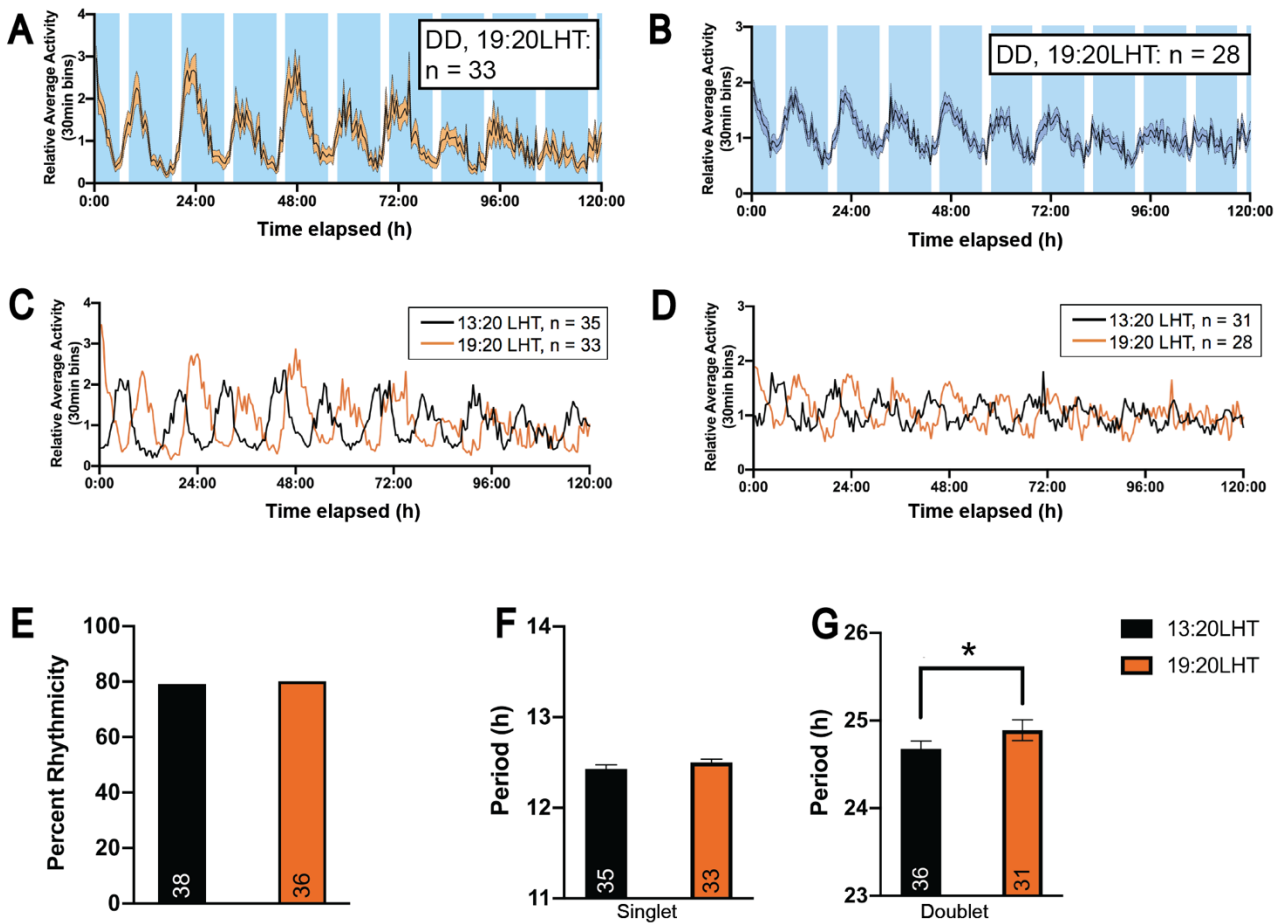 A
Relative Average Activity
(30min bins)
4
3
2
1
0
DD, 19:20LHT:
n = 33
0:00 24:00 48:00 72:00 96:00 120:00
Time elapsed (h)
B
Relative Average Activity
(30min bins)
3
2
1
0
DD, 19:20LHT: n = 28
0:00 24:00 48:00 72:00 96:00 120:00
Time elapsed (h)
C
Relative Average Activity
(30min bins)
4
3
2
1
0
13:20 LHT, n = 35
19:20 LHT, n = 33
0:00 24:00 48:00 72:00 96:00 120:00
Time elapsed (h)
D
Relative Average Activity
(30min bins)
3
2
1
0
13:20 LHT, n = 31
19:20 LHT, n = 28
0:00 24:00 48:00 72:00 96:00 120:00
Time elapsed (h)
E
Percent Rhythmicity
100
80
60
40
20
0
38 36
F
Period (h)
14
13
12
11
35 33
Singlet
G
Period (h)
26
25
24
23
*
36 31
Doublet
13:20LHT
19:20LHT